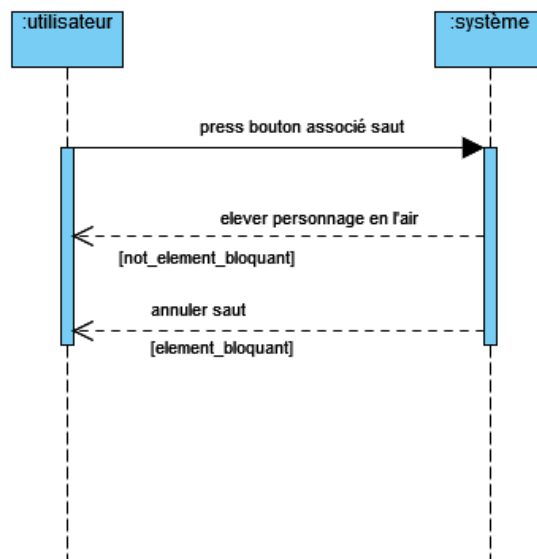 :utilisateur
:système
press bouton associé saut
elever personnage en l'air
[not_element_bloquant]
annuler saut
[element_bloquant]